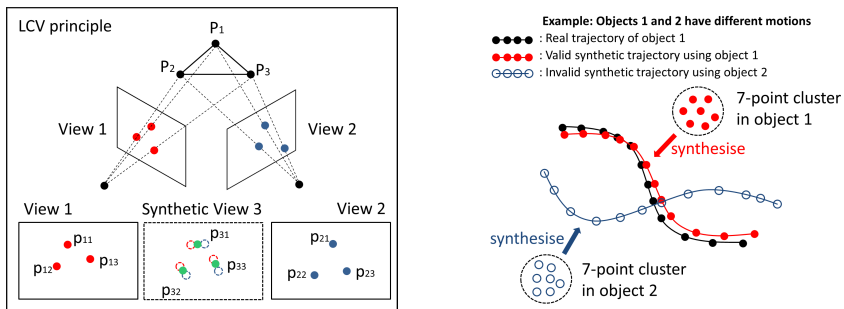 LCV principle
P1
P2
P3
View 1
View 2
View 1
Synthetic View 3
View 2
p11
p12
p13
p31
p32
p33
p21
p22
p23
Example: Objects 1 and 2 have different motions
: Real trajectory of object 1
: Valid synthetic trajectory using object 1
: Invalid synthetic trajectory using object 2
7-point cluster
in object 1
synthesise
synthesise
7-point cluster
in object 2